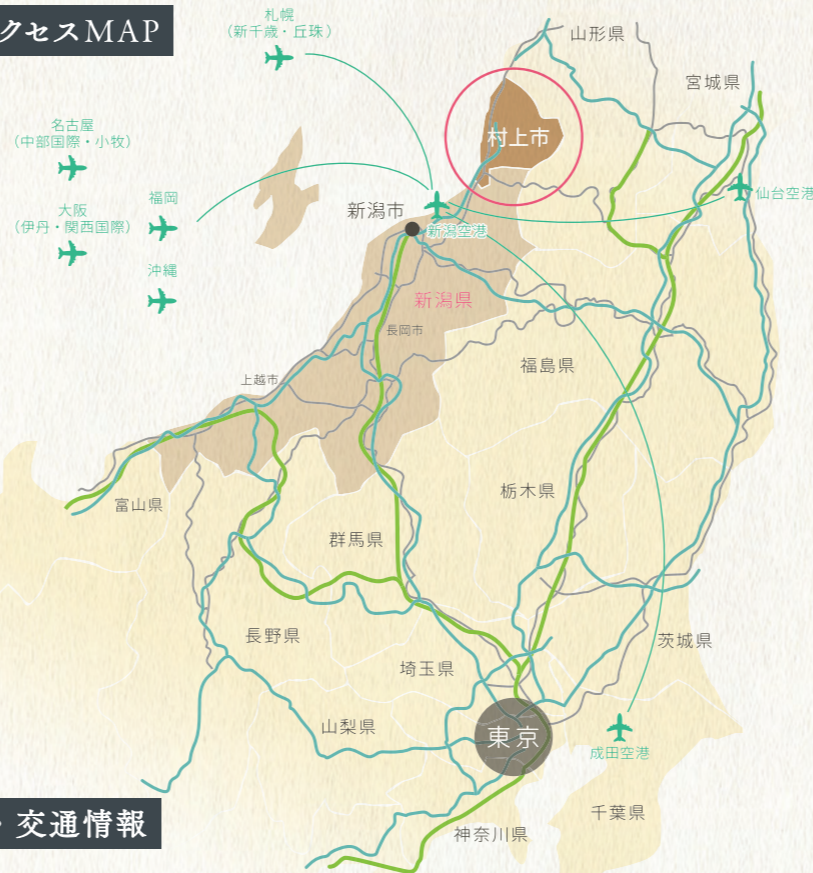 クセスMAP
札幌
（新千歳・丘珠）
山形県
宮城県
名古屋
（中部国際・小牧）
村上市
福岡
大阪
（伊丹・関西国際）
新潟市
仙台空港
新潟空港
沖縄
新潟県
長岡市
福島県
上越市
栃木県
富山県
群馬県
長野県
茨城県
埼玉県
山梨県
東京
成田空港
千葉県
交通情報
神奈川県